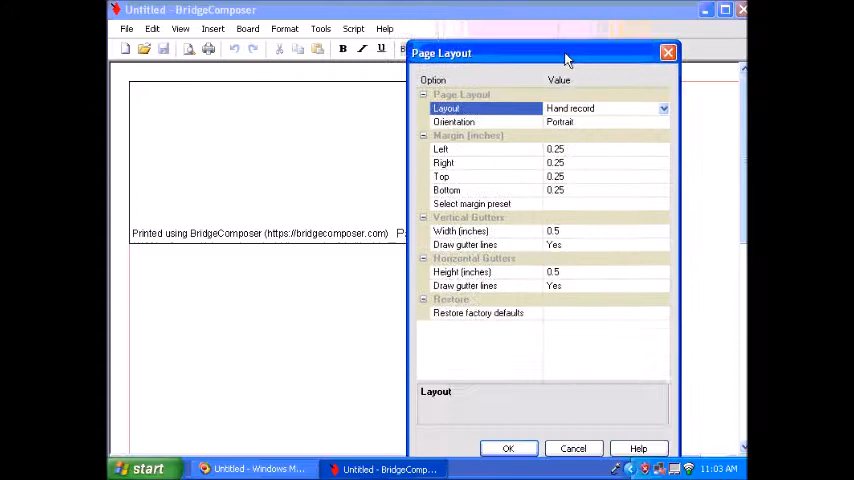 Untitled - BridgeComposer
File Edit View Insert Board Format Tools Script Help
B I U
Page Layout
Option Value
Page Layout
Layout Hand record
Orientation Portrait
Margin (inches)
Left 0.25
Right 0.25
Top 0.25
Bottom 0.25
Select margin preset
Vertical Gutters
Width (inches) 0.5
Draw gutter lines Yes
Horizontal Gutters
Height (inches) 0.5
Draw gutter lines Yes
Restore
Restore factory defaults
Printed using BridgeComposer (https://bridgecomposer.com)
Layout
OK Cancel Help
start Untitled - Windows M... Untitled - BridgeComp... 11:03 AM